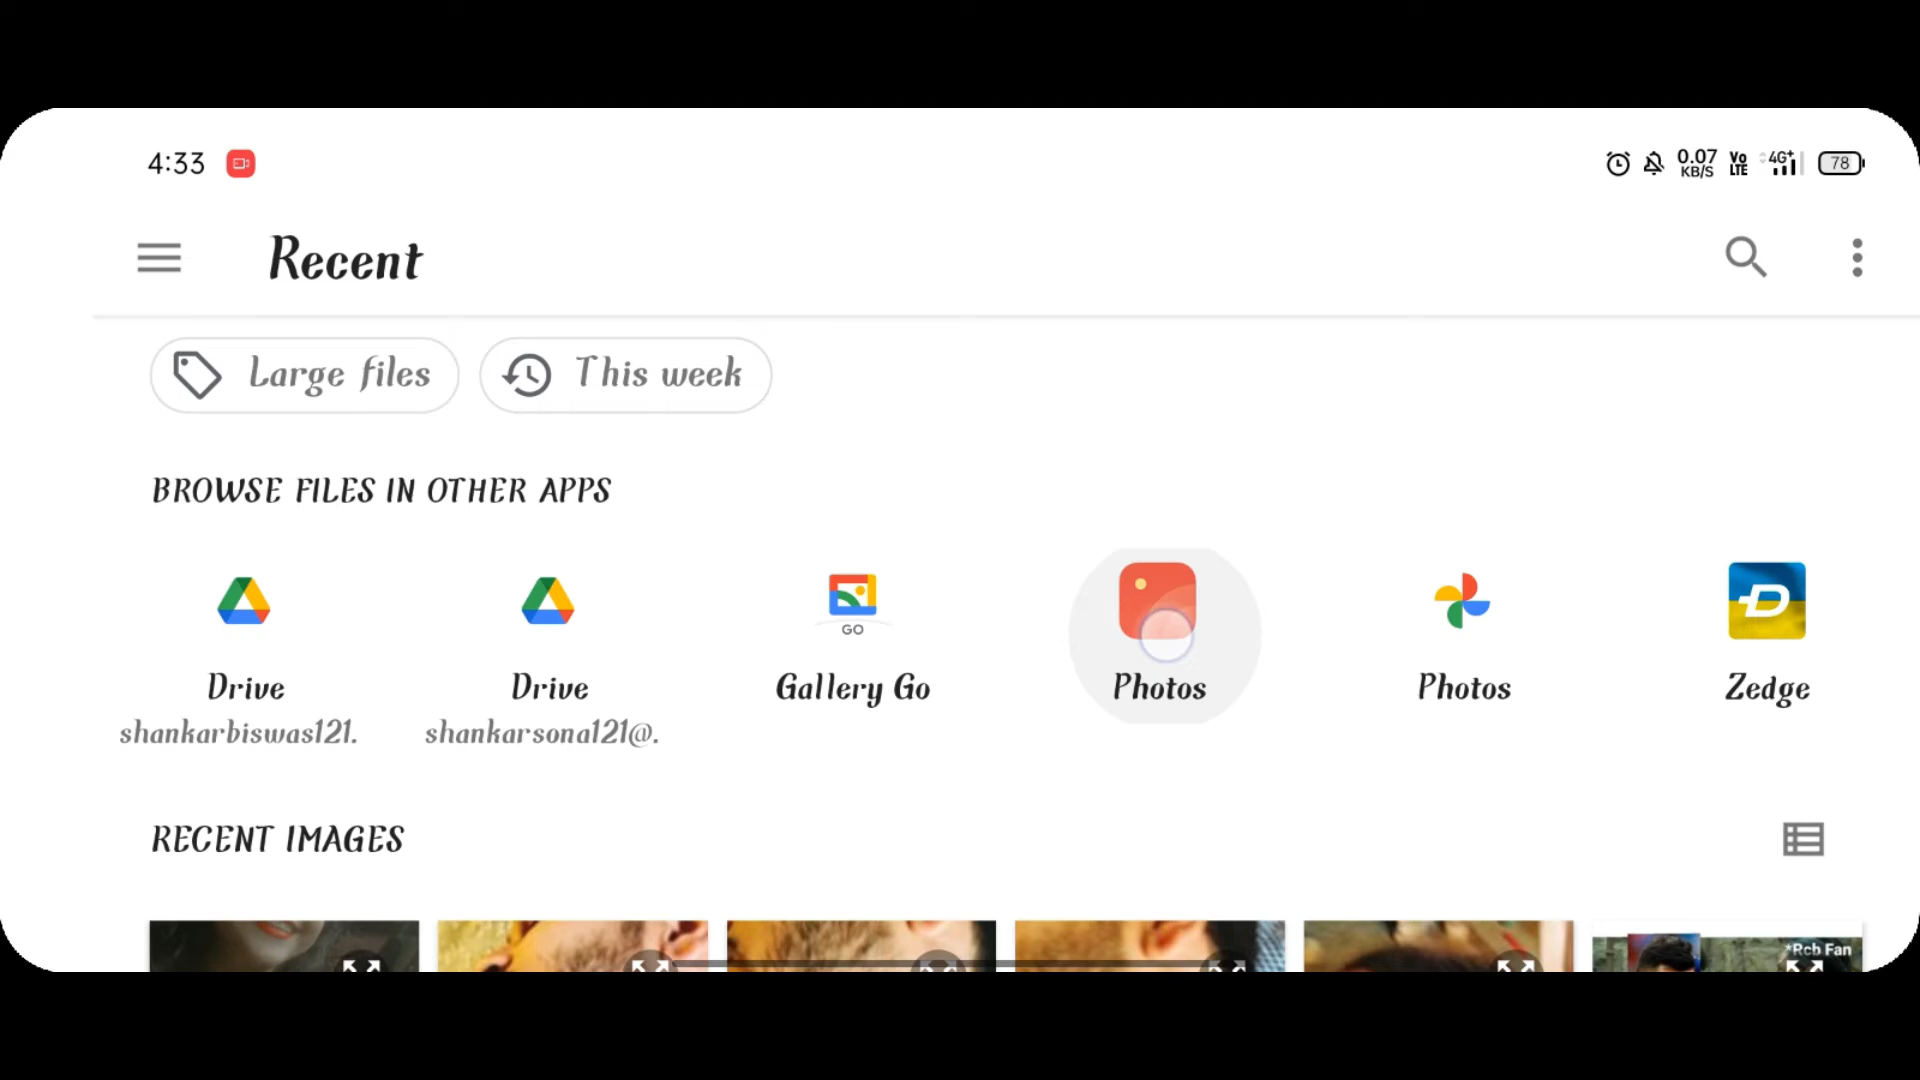 4:33
0.07 KB/S Vo LTE 4G+ 78
Recent
Large files
This week
BROWSE FILES IN OTHER APPS
GO
Drive
Drive
Gallery Go
Photos
Photos
Zedge
shankarbiswas121.
shankarsona121@.
RECENT IMAGES
*Rcb Fan